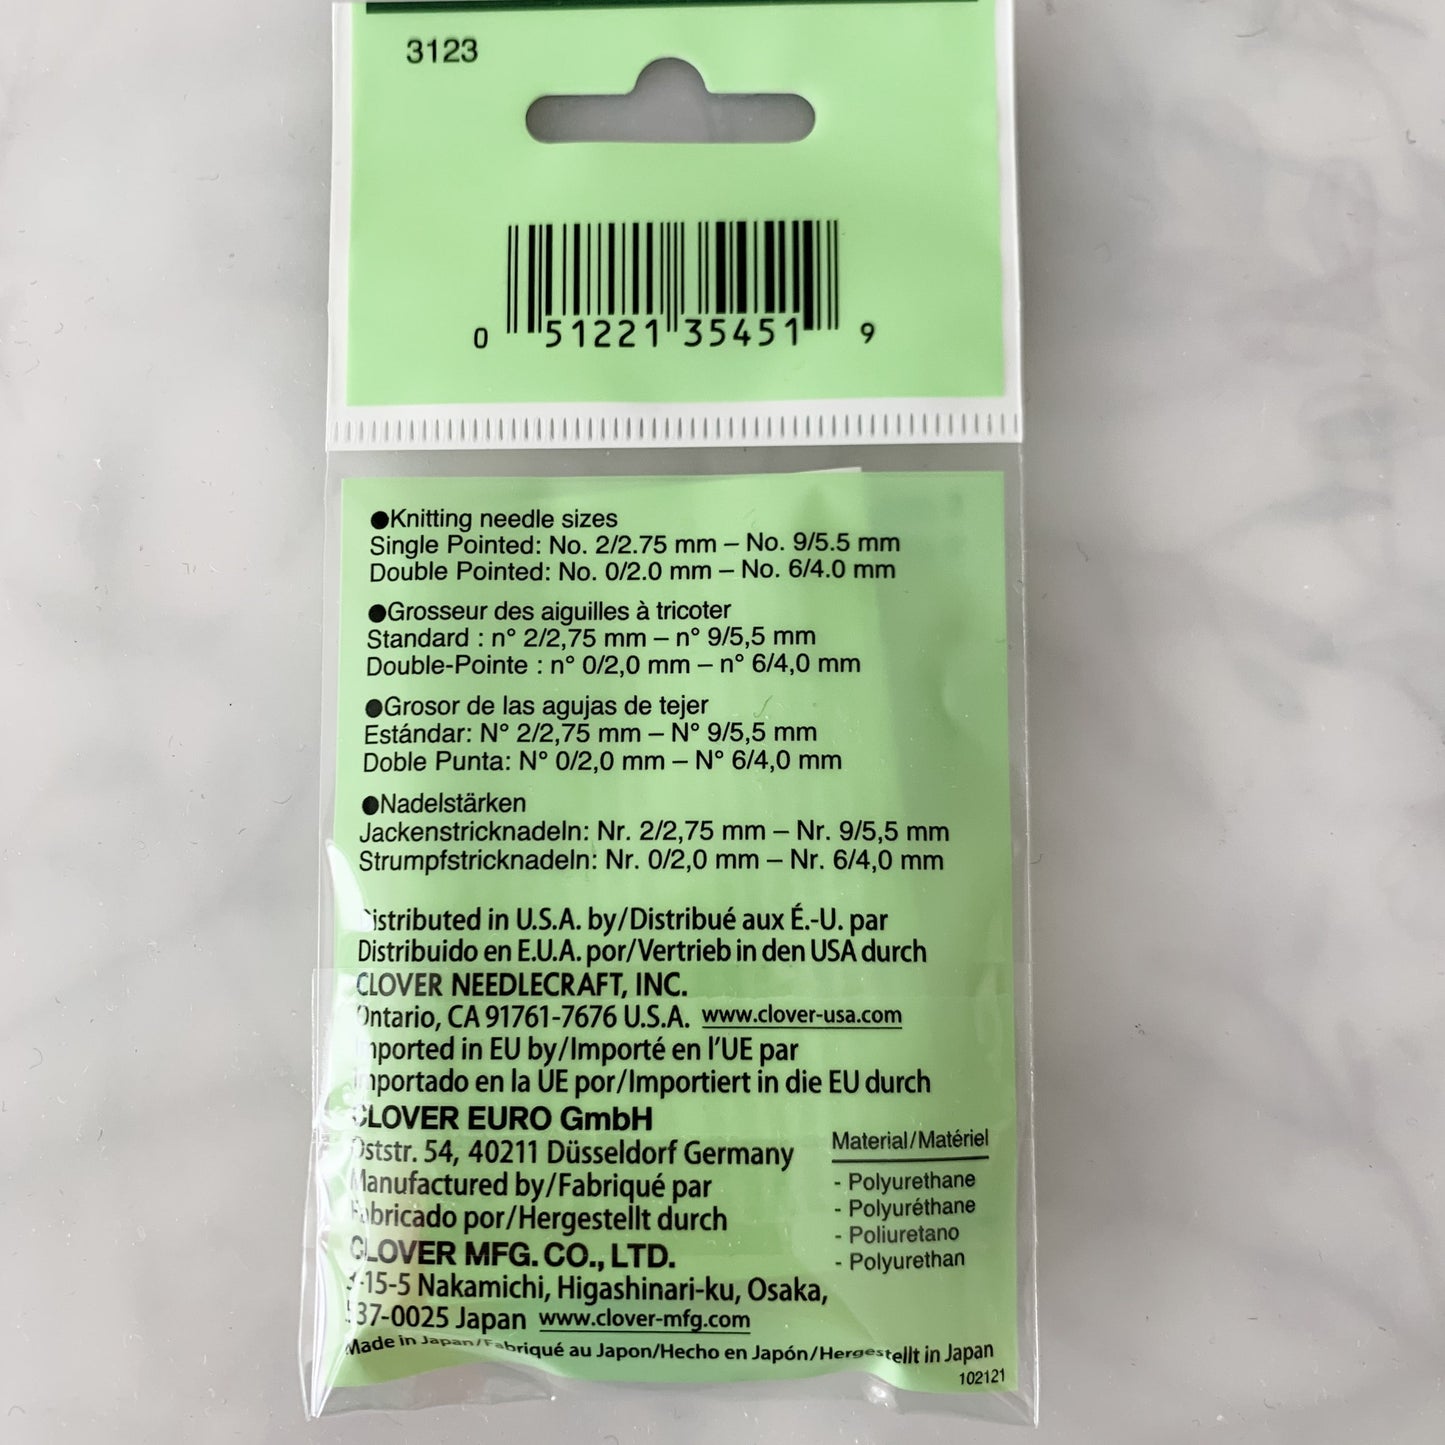 3123
0 51221 35451 9
●Knitting needle sizes
Single Pointed: No. 2/2.75 mm – No. 9/5.5 mm
Double Pointed: No. 0/2.0 mm – No. 6/4.0 mm
●Grosseur des aiguilles à tricoter
Standard : n° 2/2,75 mm – n° 9/5,5 mm
Double-Pointe : n° 0/2,0 mm – n° 6/4,0 mm
●Grosor de las agujas de tejer
Estándar: N° 2/2,75 mm – N° 9/5,5 mm
Doble Punta: N° 0/2,0 mm – N° 6/4,0 mm
●Nadelstärken
Jackenstricknadeln: Nr. 2/2,75 mm – Nr. 9/5,5 mm
Strumpfstricknadeln: Nr. 0/2,0 mm – Nr. 6/4,0 mm
Distributed in U.S.A. by/Distribué aux É.-U. par
Distribuido en E.U.A. por/Vertrieb in den USA durch
CLOVER NEEDLECRAFT, INC.
Ontario, CA 91761-7676 U.S.A. www.clover-usa.com
Imported in EU by/Importé en l'UE par
Importado en la UE por/Importiert in die EU durch
CLOVER EURO GmbH
Oststr. 54, 40211 Düsseldorf Germany
Manufactured by/Fabriqué par
Fabricado por/Hergestellt durch
CLOVER MFG. CO., LTD.
3-15-5 Nakamichi, Higashinari-ku, Osaka,
537-0025 Japan www.clover-mfg.com
Made in Japan/Fabriqué au Japon/Hecho en Japón/Hergestellt in Japan
Material/Matériel
- Polyurethane
- Polyuréthane
- Poliuretano
- Polyurethan
102121